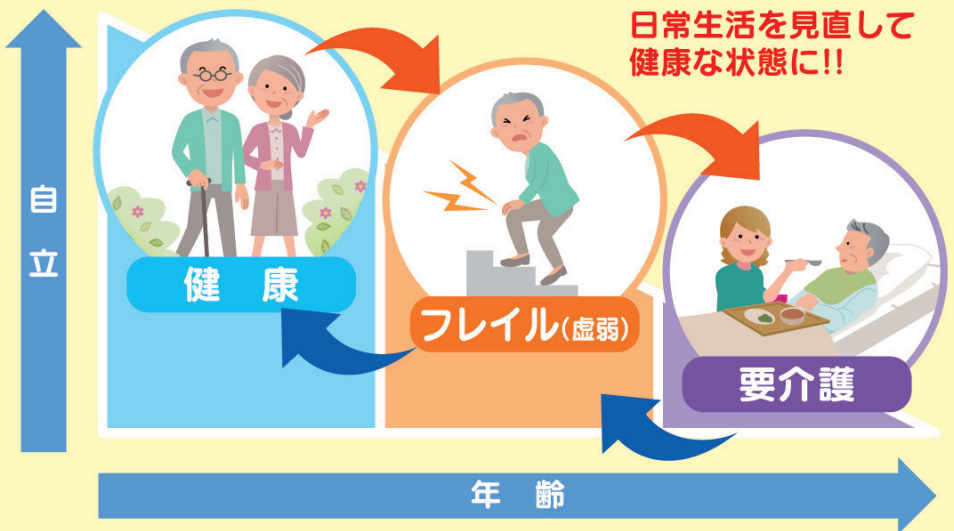 日常生活を見直して
健康な状態に!!
自立
健康
フレイル(虚弱)
要介護
年齢